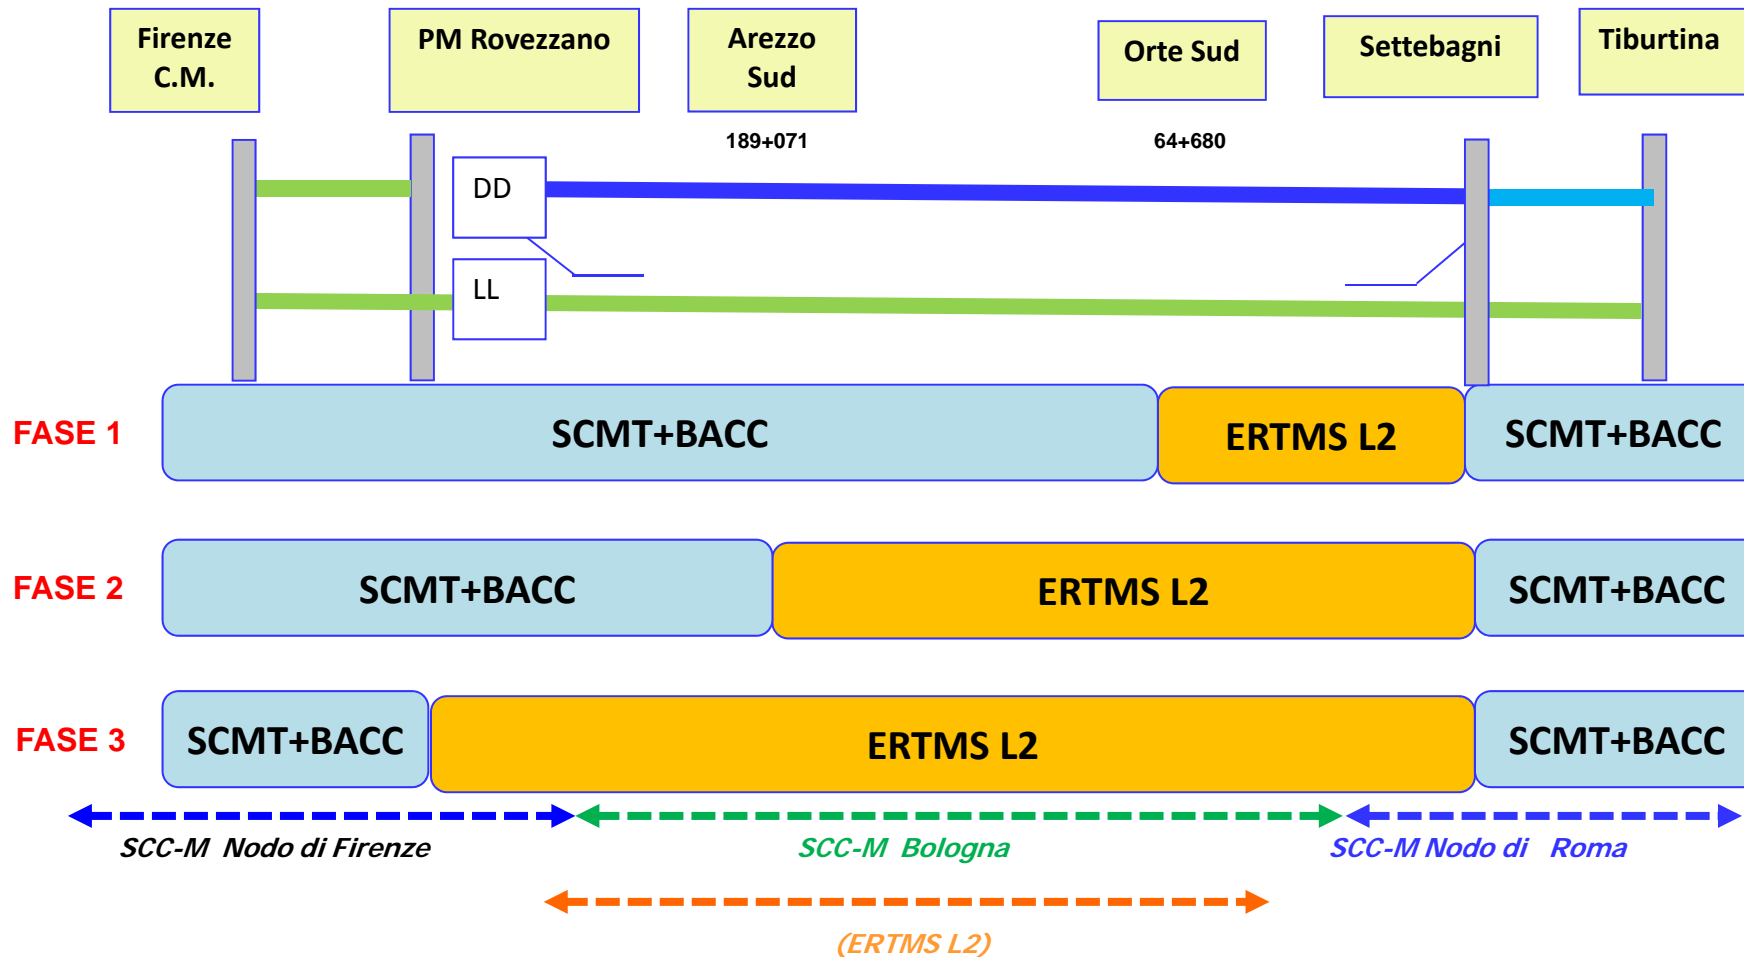 Firenze
C.M.
PM Rovezzano
Arezzo
Sud
Orte Sud
Settebagni
Tiburtina
189+071
64+680
DD
LL
FASE 1
SCMT+BACC
ERTMS L2
SCMT+BACC
FASE 2
SCMT+BACC
ERTMS L2
SCMT+BACC
FASE 3
SCMT+BACC
ERTMS L2
SCMT+BACC
SCC-M Nodo di Firenze
SCC-M Bologna
SCC-M Nodo di Roma
(ERTMS L2)